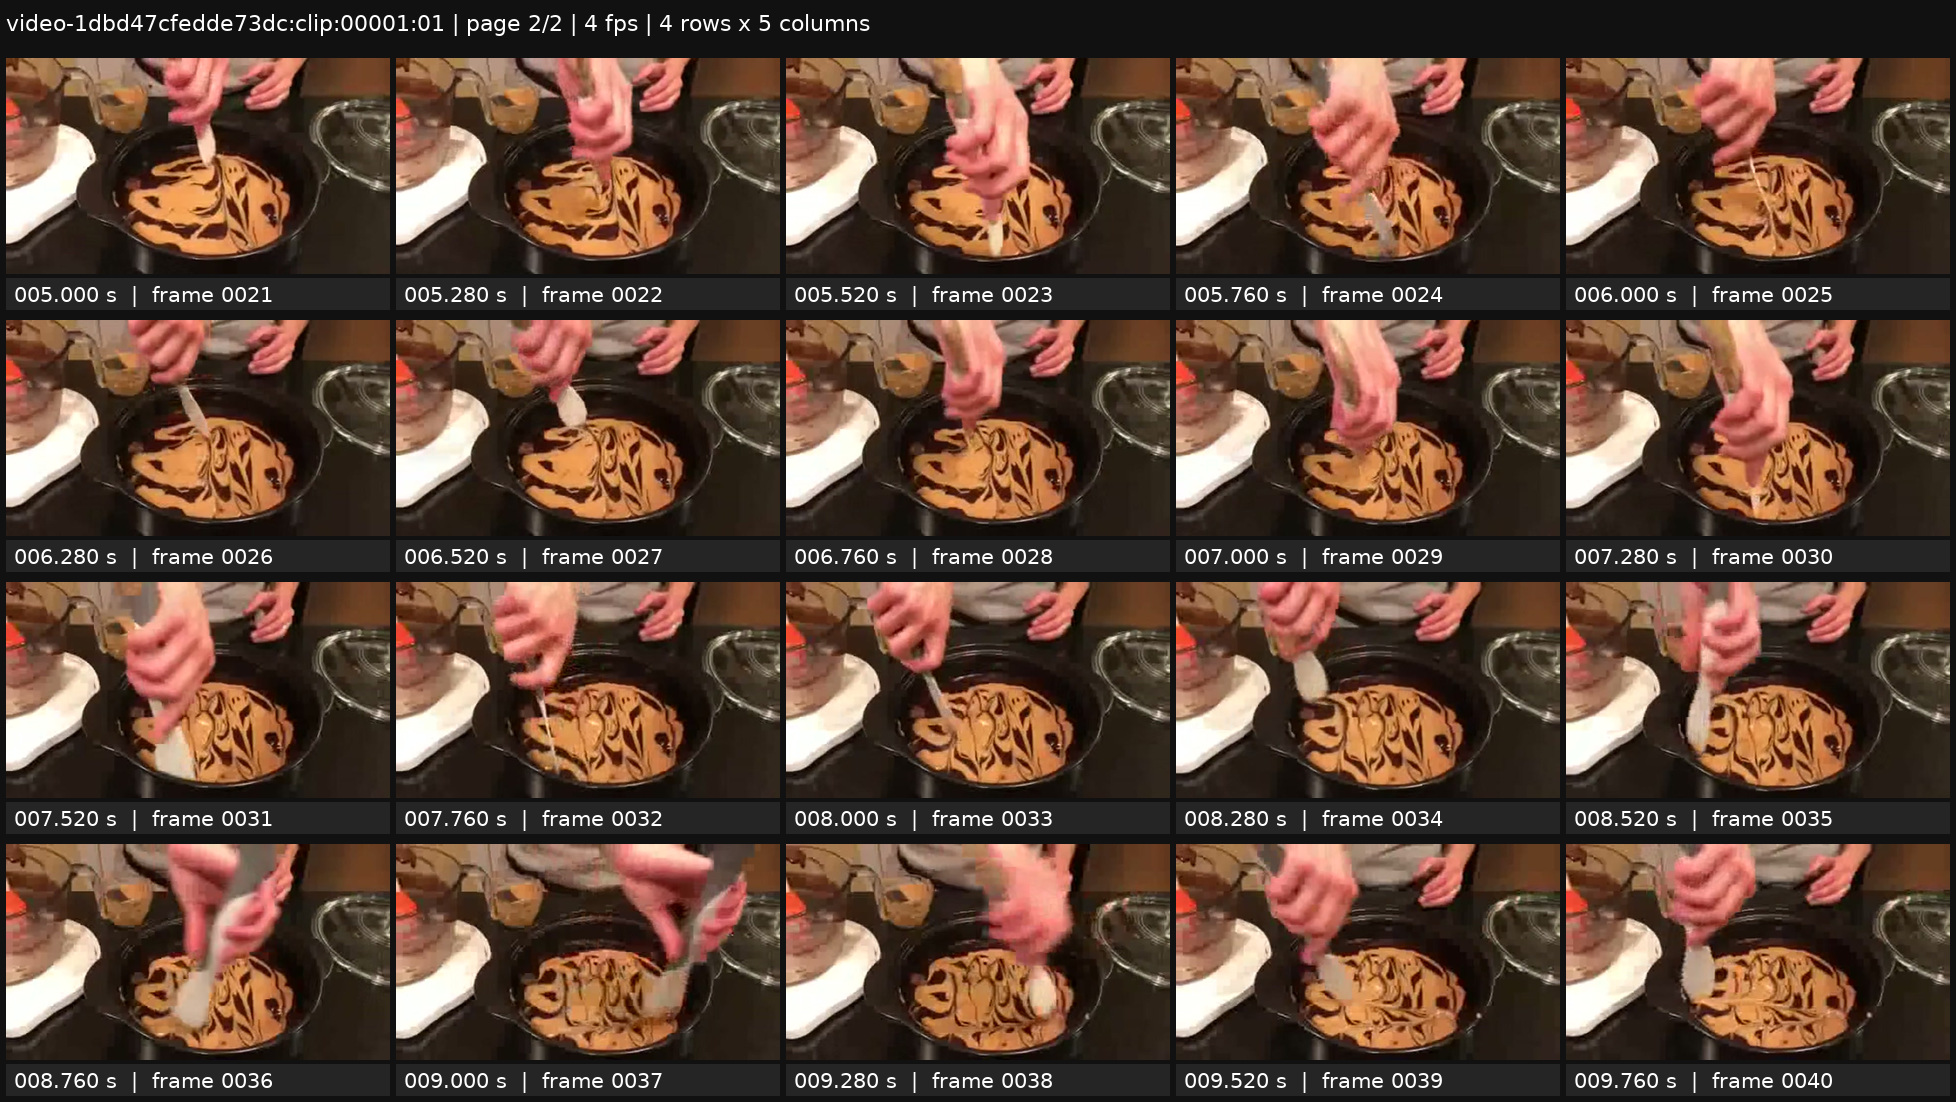 video-1dbd47cfedde73dc:clip:00001:01 | page 2/2 | 4 fps | 4 rows x 5 columns
005.000 s | frame 0021
005.280 s | frame 0022
005.520 s | frame 0023
005.760 s | frame 0024
006.000 s | frame 0025
006.280 s | frame 0026
006.520 s | frame 0027
006.760 s | frame 0028
007.000 s | frame 0029
007.280 s | frame 0030
007.520 s | frame 0031
007.760 s | frame 0032
008.000 s | frame 0033
008.280 s | frame 0034
008.520 s | frame 0035
008.760 s | frame 0036
009.000 s | frame 0037
009.280 s | frame 0038
009.520 s | frame 0039
009.760 s | frame 0040